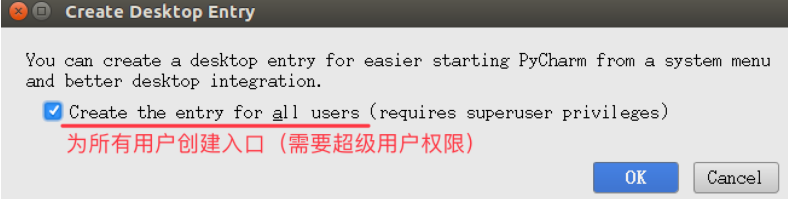 Create Desktop Entry
You can create a desktop entry for easier starting PyCharm from a system menu
and better desktop integration.
Create the entry for all users (requires superuser privileges)
为所有用户创建入口（需要超级用户权限）
OK Cancel